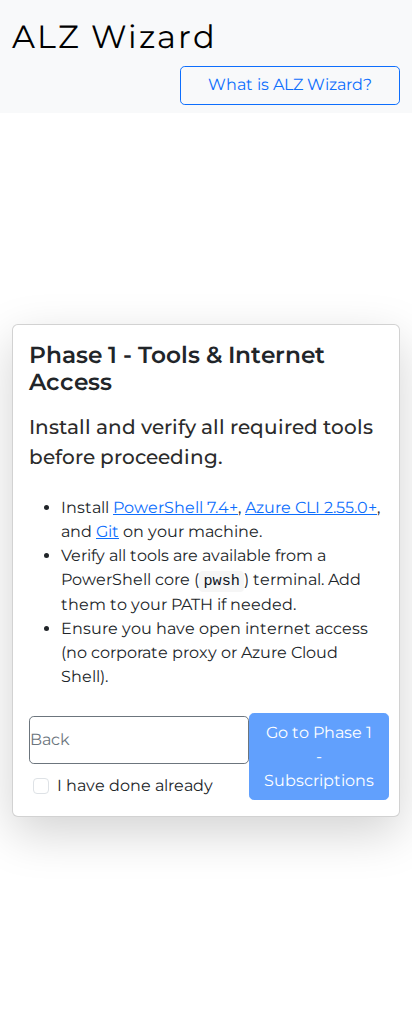 ALZ Wizard
What is ALZ Wizard?
Phase 1 - Tools & Internet
Access
Install and verify all required tools
before proceeding.
• Install PowerShell 7.4+, Azure CLI 2.55.0+,
and Git on your machine.
• Verify all tools are available from a
PowerShell core ( pwsh ) terminal. Add
them to your PATH if needed.
• Ensure you have open internet access
(no corporate proxy or Azure Cloud
Shell).
Back
I have done already
Go to Phase 1
-
Subscriptions